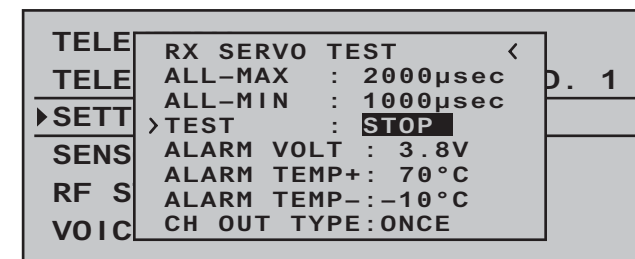 TELE
TELE D. 1
SETT
SENS
RF S
VOIC
RX SERVO TEST <
ALL–MAX : 2000µsec
ALL–MIN : 1000µsec
>TEST : STOP
ALARM VOLT : 3.8V
ALARM TEMP+: 70°C
ALARM TEMP–:–10°C
CH OUT TYPE:ONCE